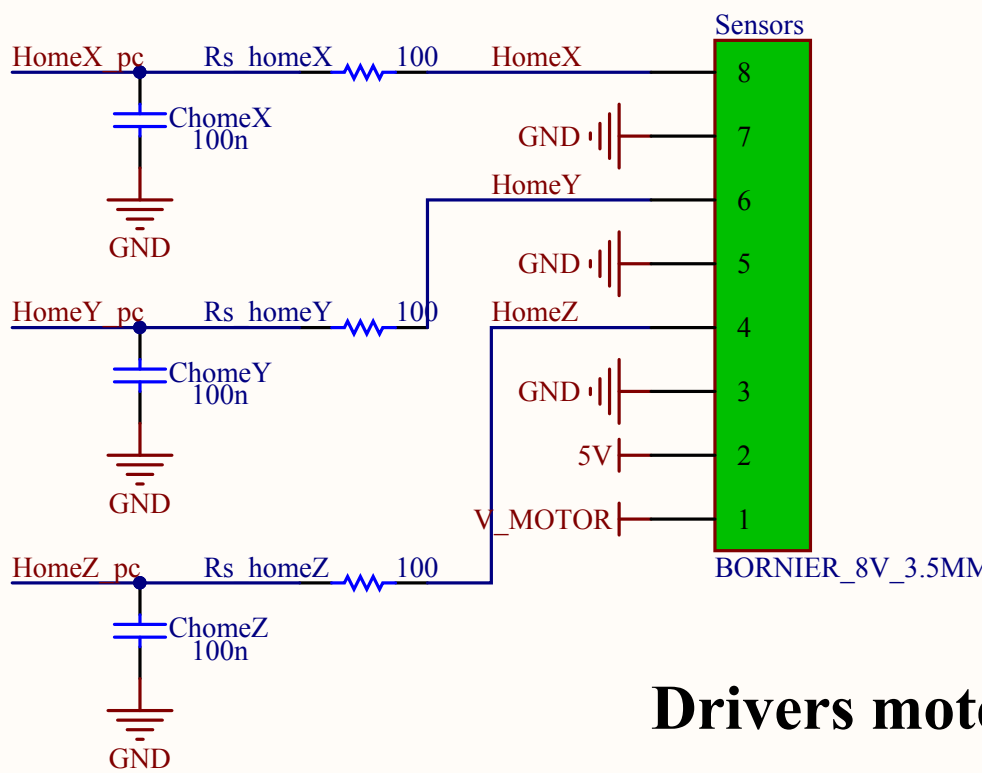 Sensors
HomeX_pc Rs_homeX 100 HomeX 8
ChomeX
100n
GND 7
HomeY 6
GND
GND 5
HomeY_pc Rs_homeY 100 HomeZ 4
ChomeY
100n
GND 3
5V 2
GND
V_MOTOR 1
HomeZ_pc Rs_homeZ 100 BORNIER_8V_3.5MM
ChomeZ
100n
Drivers moto
GND